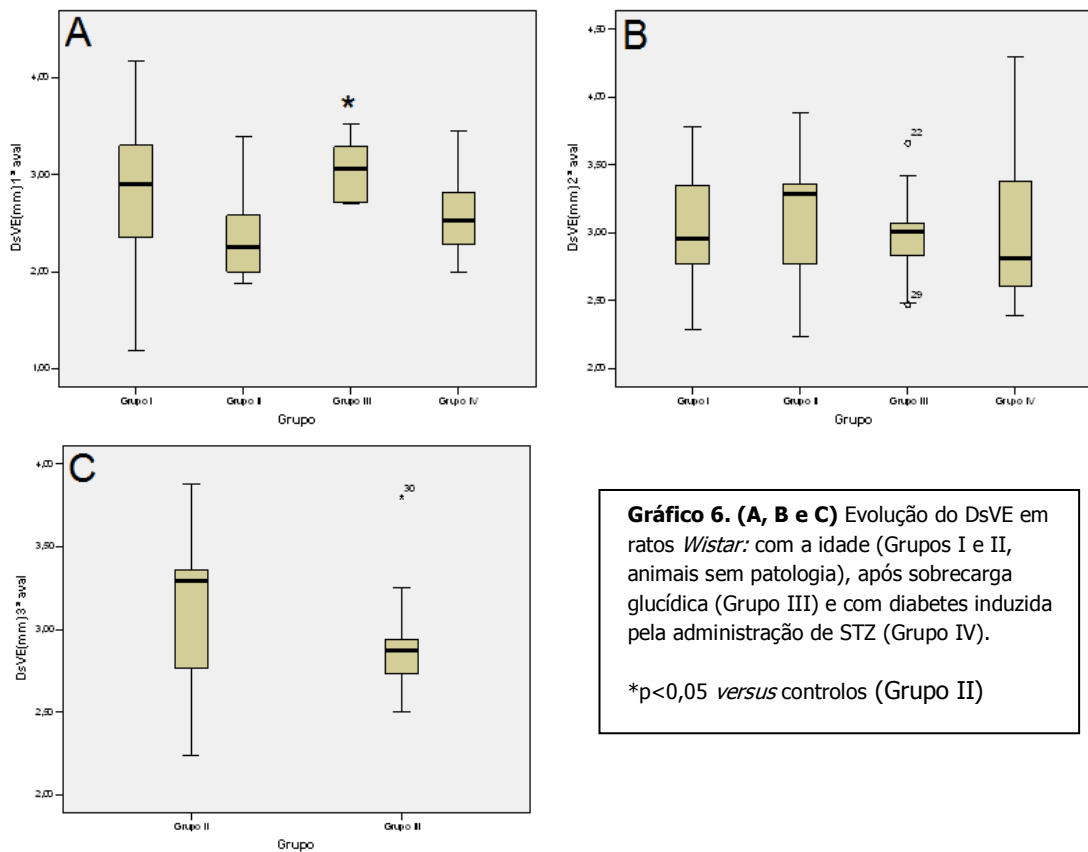 A
DsVE(mm)1ª aval
4,00
3,00
2,00
1,00
*
Grupo I
Grupo II
Grupo III
Grupo IV
Grupo
B
DsVE(mm)2ª aval
4,50
4,00
3,50
3,00
2,50
2,00
22
29
Grupo I
Grupo II
Grupo III
Grupo IV
Grupo
C
DsVE(mm)3ª aval
4,00
3,50
3,00
2,50
2,00
*30
Grupo II
Grupo III
Grupo
Gráfico 6. (A, B e C) Evolução do DsVE em
ratos Wistar: com a idade (Grupos I e II,
animais sem patologia), após sobrecarga
glucídica (Grupo III) e com diabetes induzida
pela administração de STZ (Grupo IV).
*p<0,05 versus controlos (Grupo II)